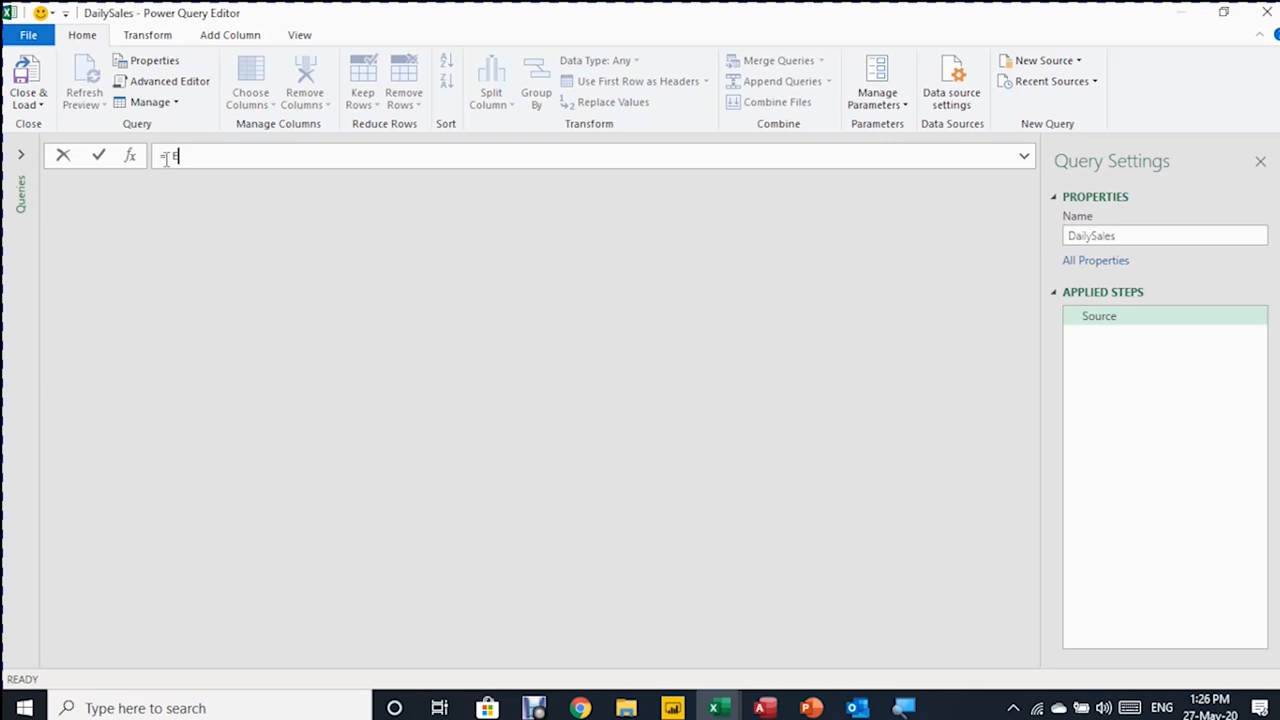 DailySales - Power Query Editor
File
Home
Transform
Add Column
View
Close & Load
Refresh Preview
Properties
Advanced Editor
Manage
Choose Columns
Remove Columns
Keep Rows
Remove Rows
Split Column
Group By
Data Type: Any
Use First Row as Headers
Replace Values
Merge Queries
Append Queries
Combine Files
Manage Parameters
Data source settings
New Source
Recent Sources
Close
Query
Manage Columns
Reduce Rows
Sort
Transform
Combine
Parameters
Data Sources
New Query
fx
= E
Queries
Query Settings
PROPERTIES
Name
DailySales
All Properties
APPLIED STEPS
Source
READY
Type here to search
ENG
1:26 PM
27-May-20